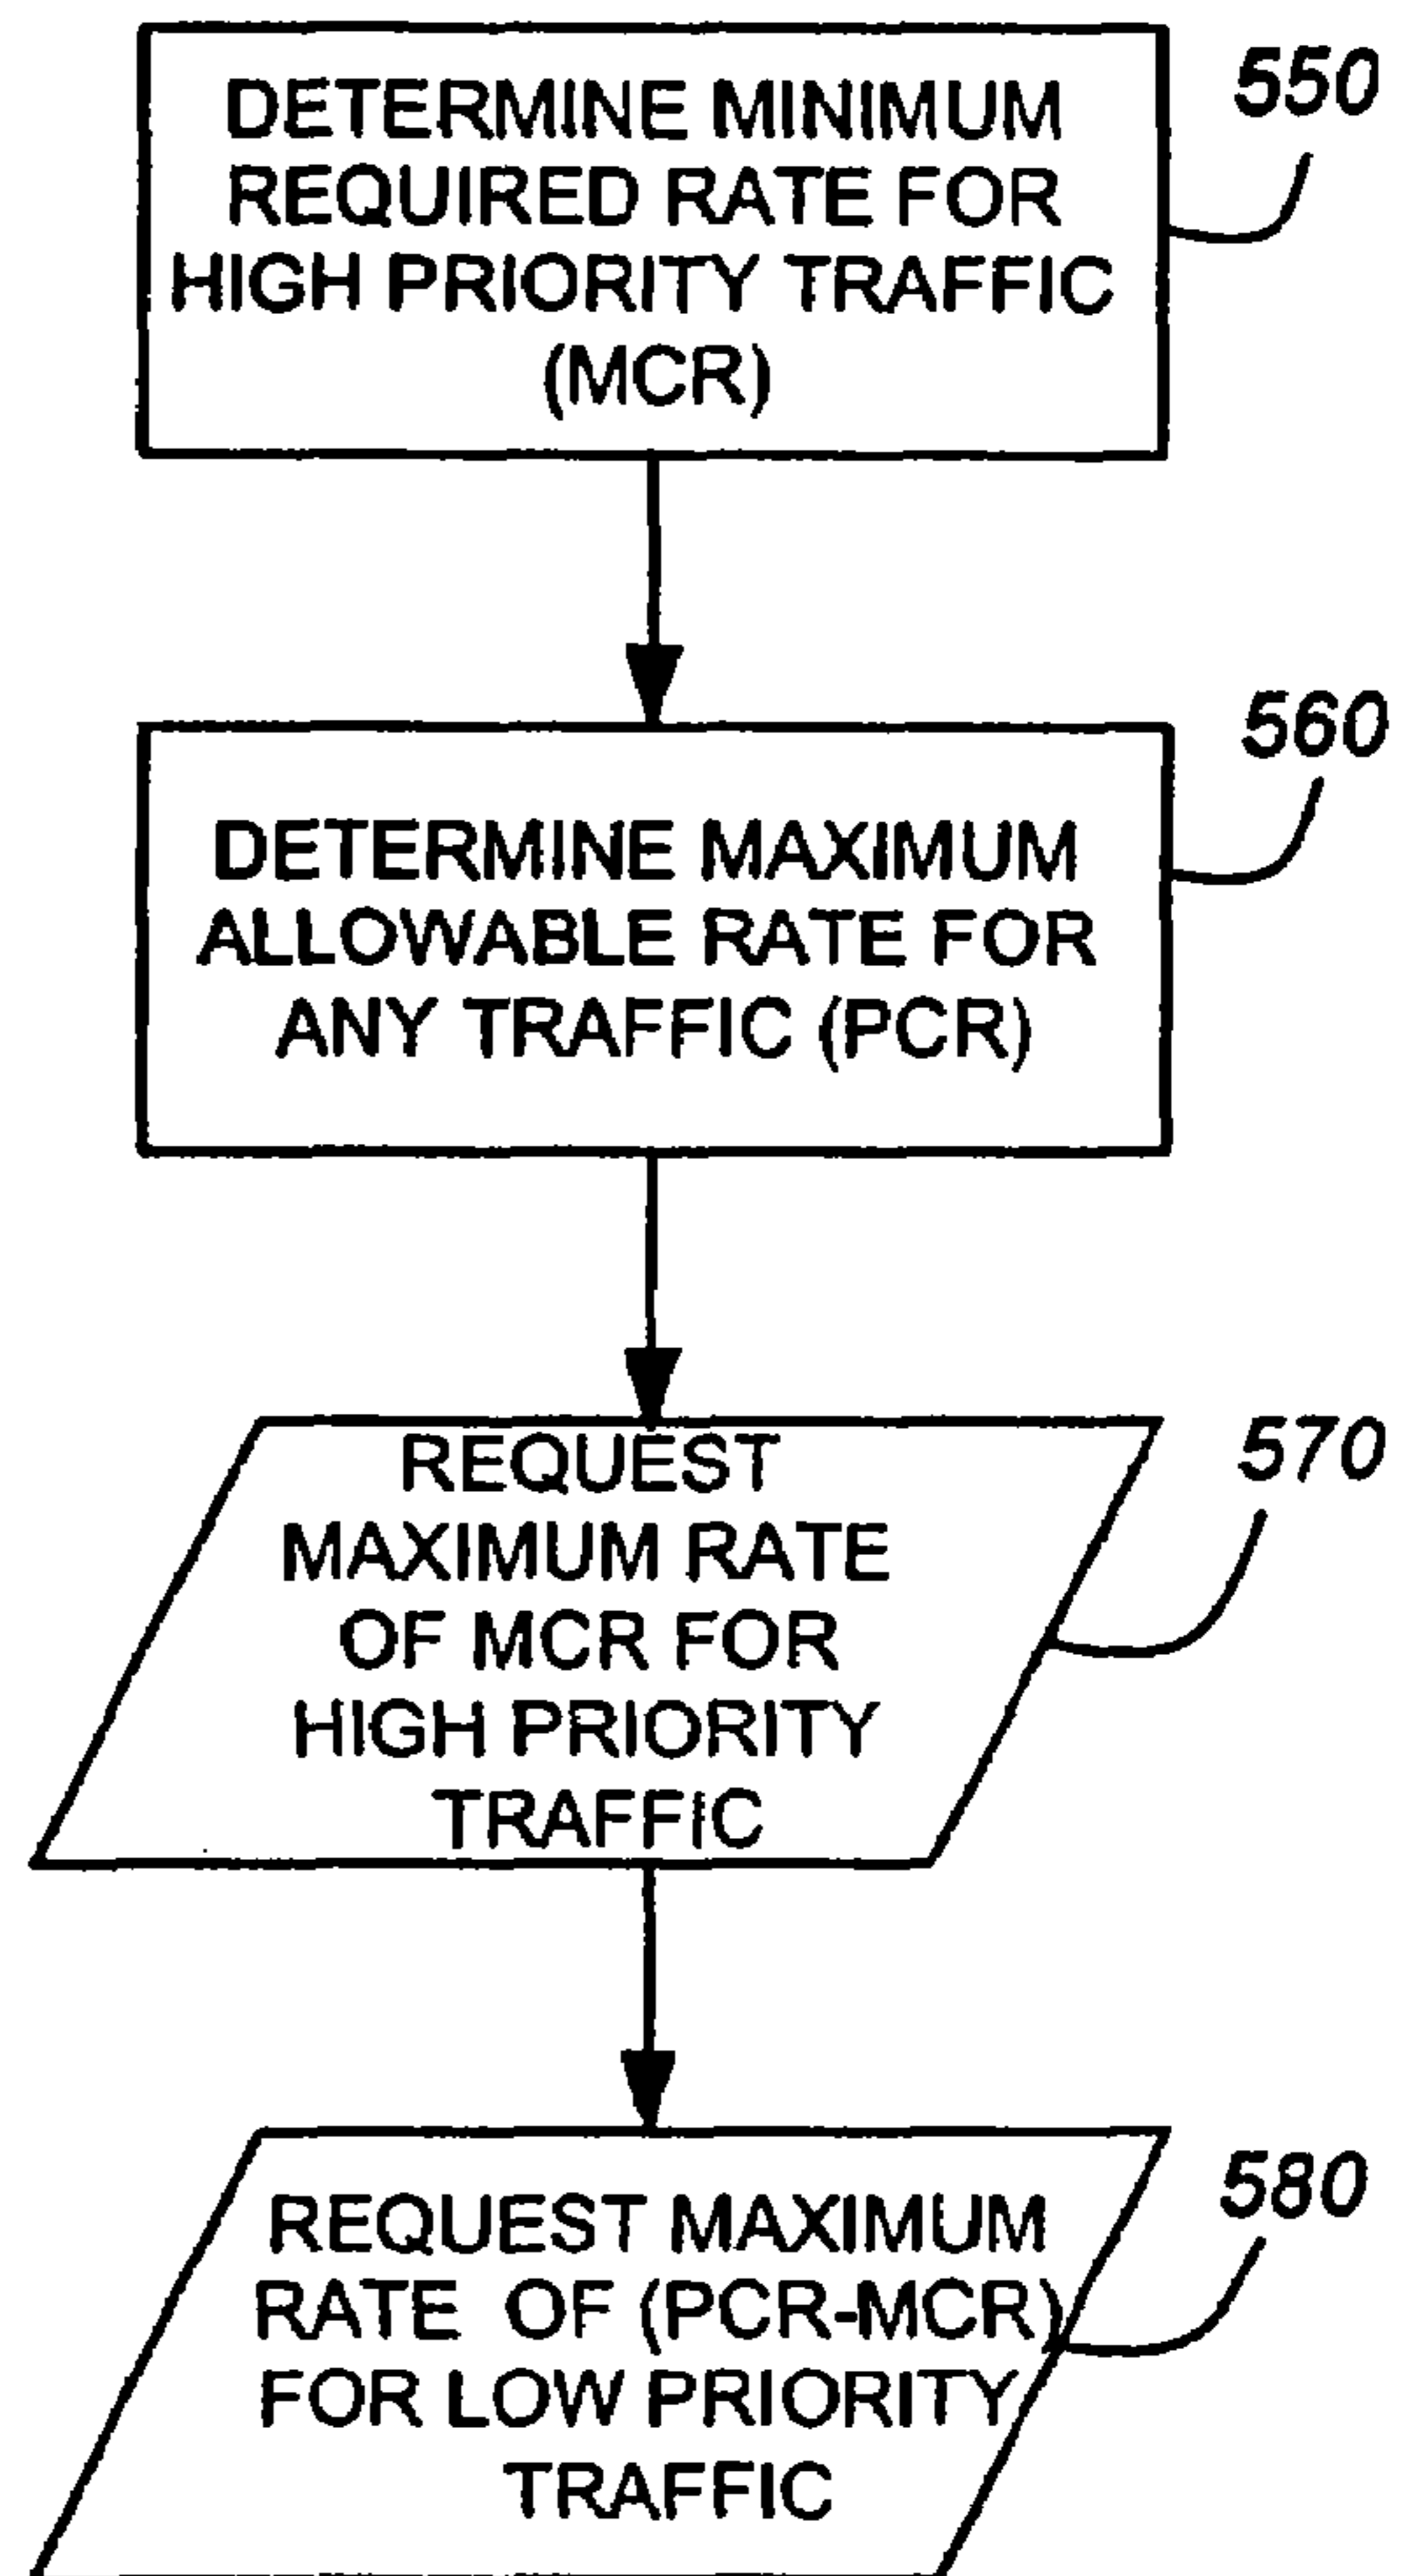 DETERMINE MINIMUM
REQUIRED RATE FOR
HIGH PRIORITY TRAFFIC
(MCR)
550
DETERMINE MAXIMUM
ALLOWABLE RATE FOR
ANY TRAFFIC (PCR)
560
REQUEST
MAXIMUM RATE
OF MCR FOR
HIGH PRIORITY
TRAFFIC
570
REQUEST MAXIMUM
RATE OF (PCR-MCR)
FOR LOW PRIORITY
TRAFFIC
580